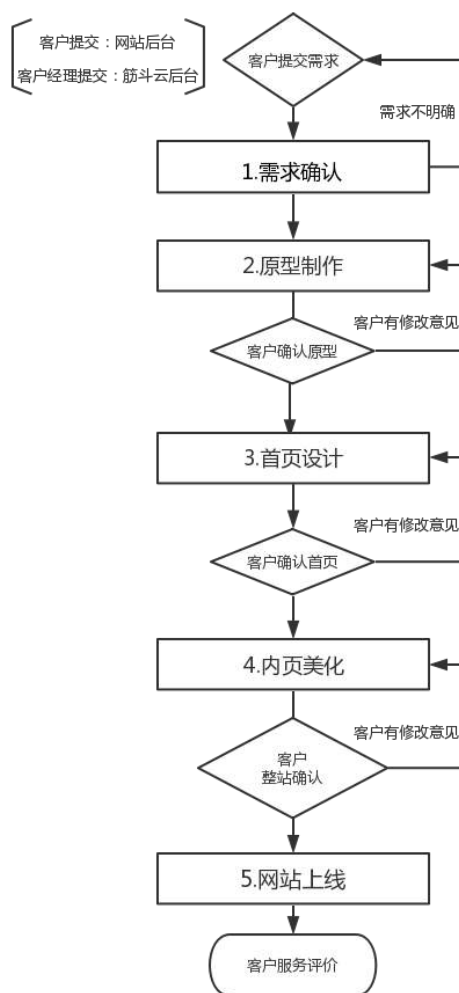 客户提交：网站后台
客户经理提交：筋斗云后台
客户提交需求
需求不明确
1.需求确认
2.原型制作
客户有修改意见
客户确认原型
3.首页设计
客户有修改意见
客户确认首页
4.内页美化
客户有修改意见
客户
整站确认
5.网站上线
客户服务评价